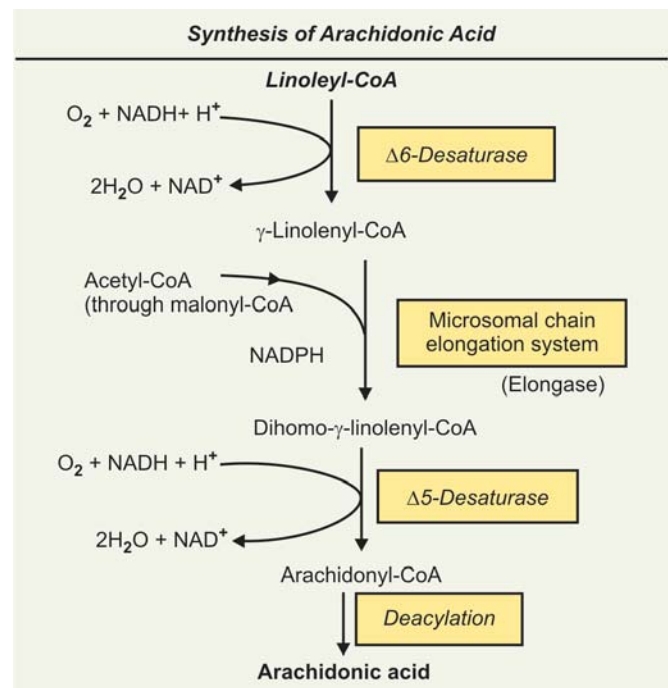 Synthesis of Arachidonic Acid
Linoleyl-CoA
O₂ + NADH+ H⁺
Δ6-Desaturase
2H₂O + NAD⁺
γ-Linolenyl-CoA
Acetyl-CoA
(through malonyl-CoA
Microsomal chain
elongation system
NADPH
(Elongase)
Dihomo-γ-linolenyl-CoA
O₂ + NADH + H⁺
Δ5-Desaturase
2H₂O + NAD⁺
Arachidonyl-CoA
Deacylation
Arachidonic acid